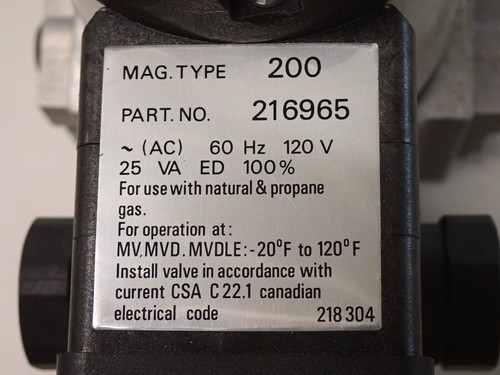 MAG. TYPE 200
PART. NO. 216965
~ (AC) 60 Hz 120 V
25 VA ED 100%
For use with natural & propane
gas.
For operation at:
MV.MVD.MVDLE:-20°F to 120°F
Install valve in accordance with
current CSA C22.1 canadian
electrical code 218 304